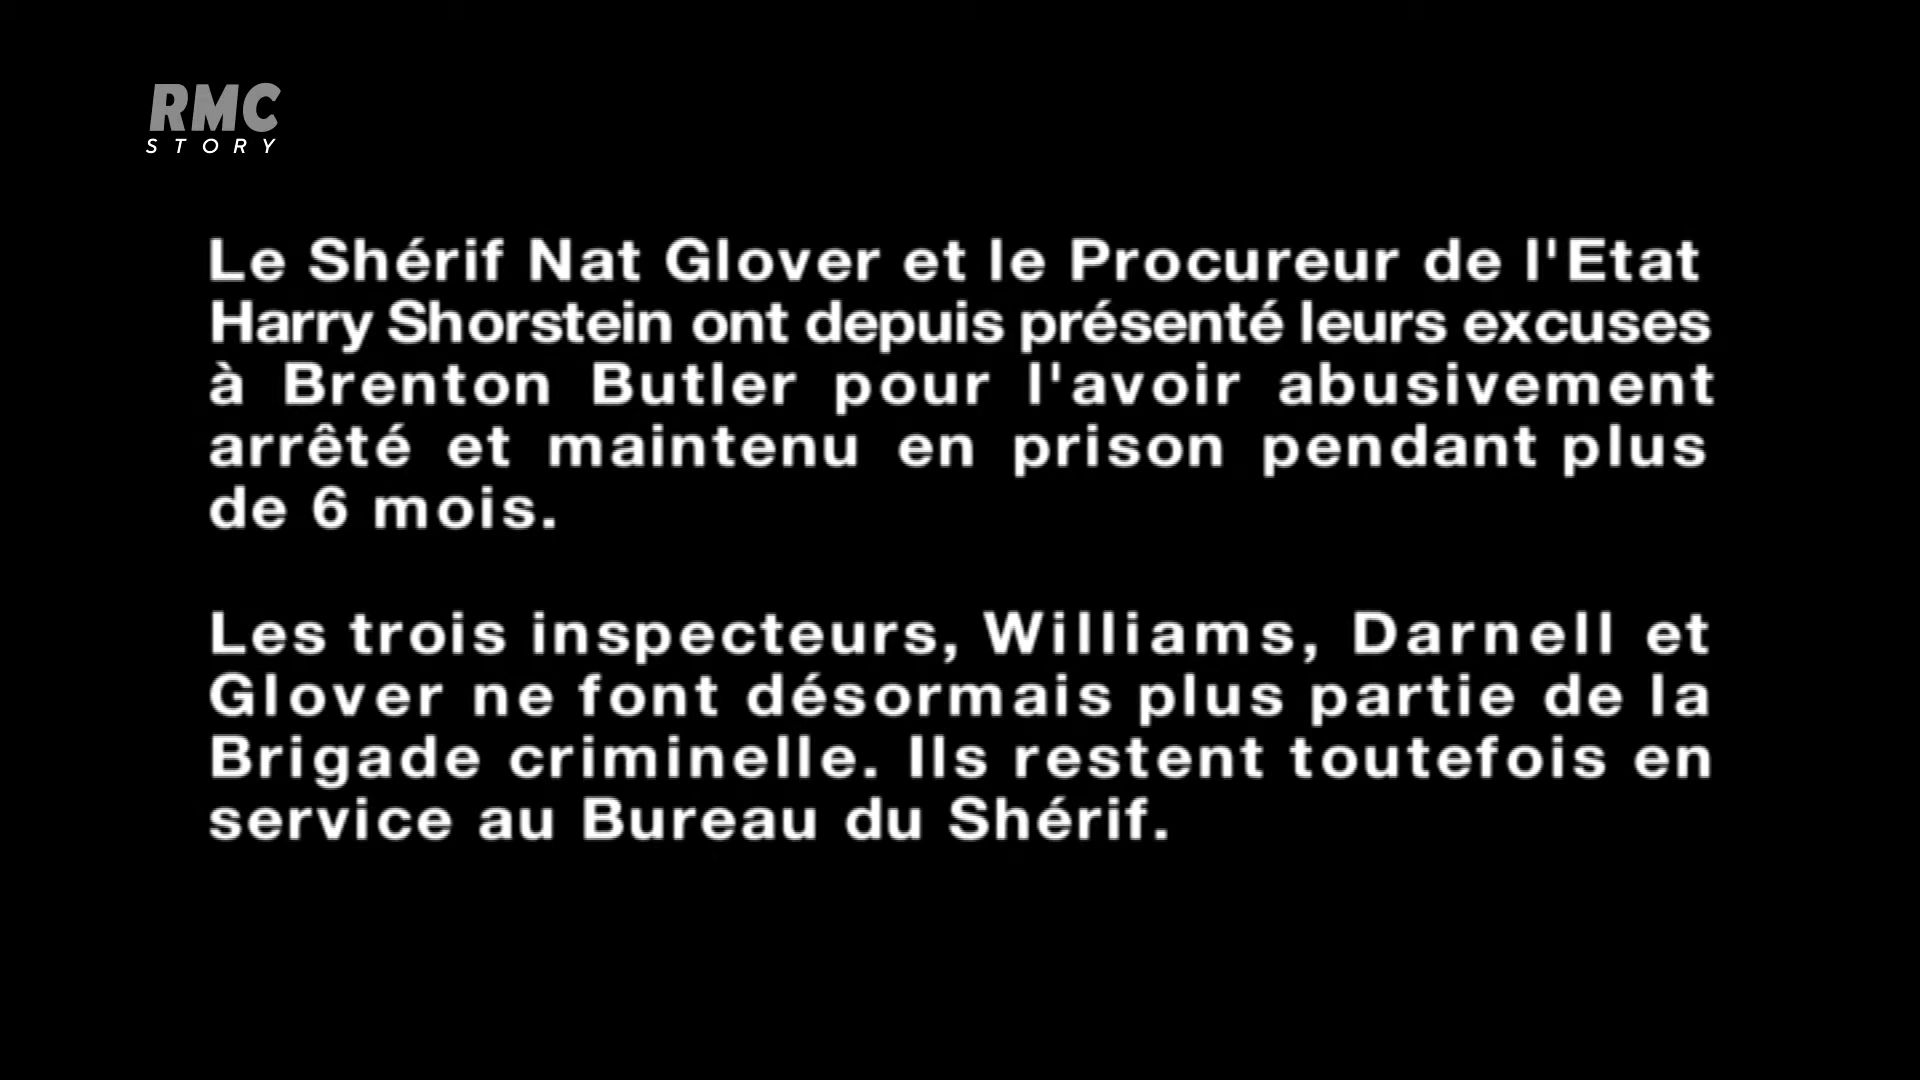 RMC
STORY
Le Shérif Nat Glover et le Procureur de l'Etat
Harry Shorstein ont depuis présenté leurs excuses
à Brenton Butler pour l'avoir abusivement
arrêté et maintenu en prison pendant plus
de 6 mois.
Les trois inspecteurs, Williams, Darnell et
Glover ne font désormais plus partie de la
Brigade criminelle. Ils restent toutefois en
service au Bureau du Shérif.